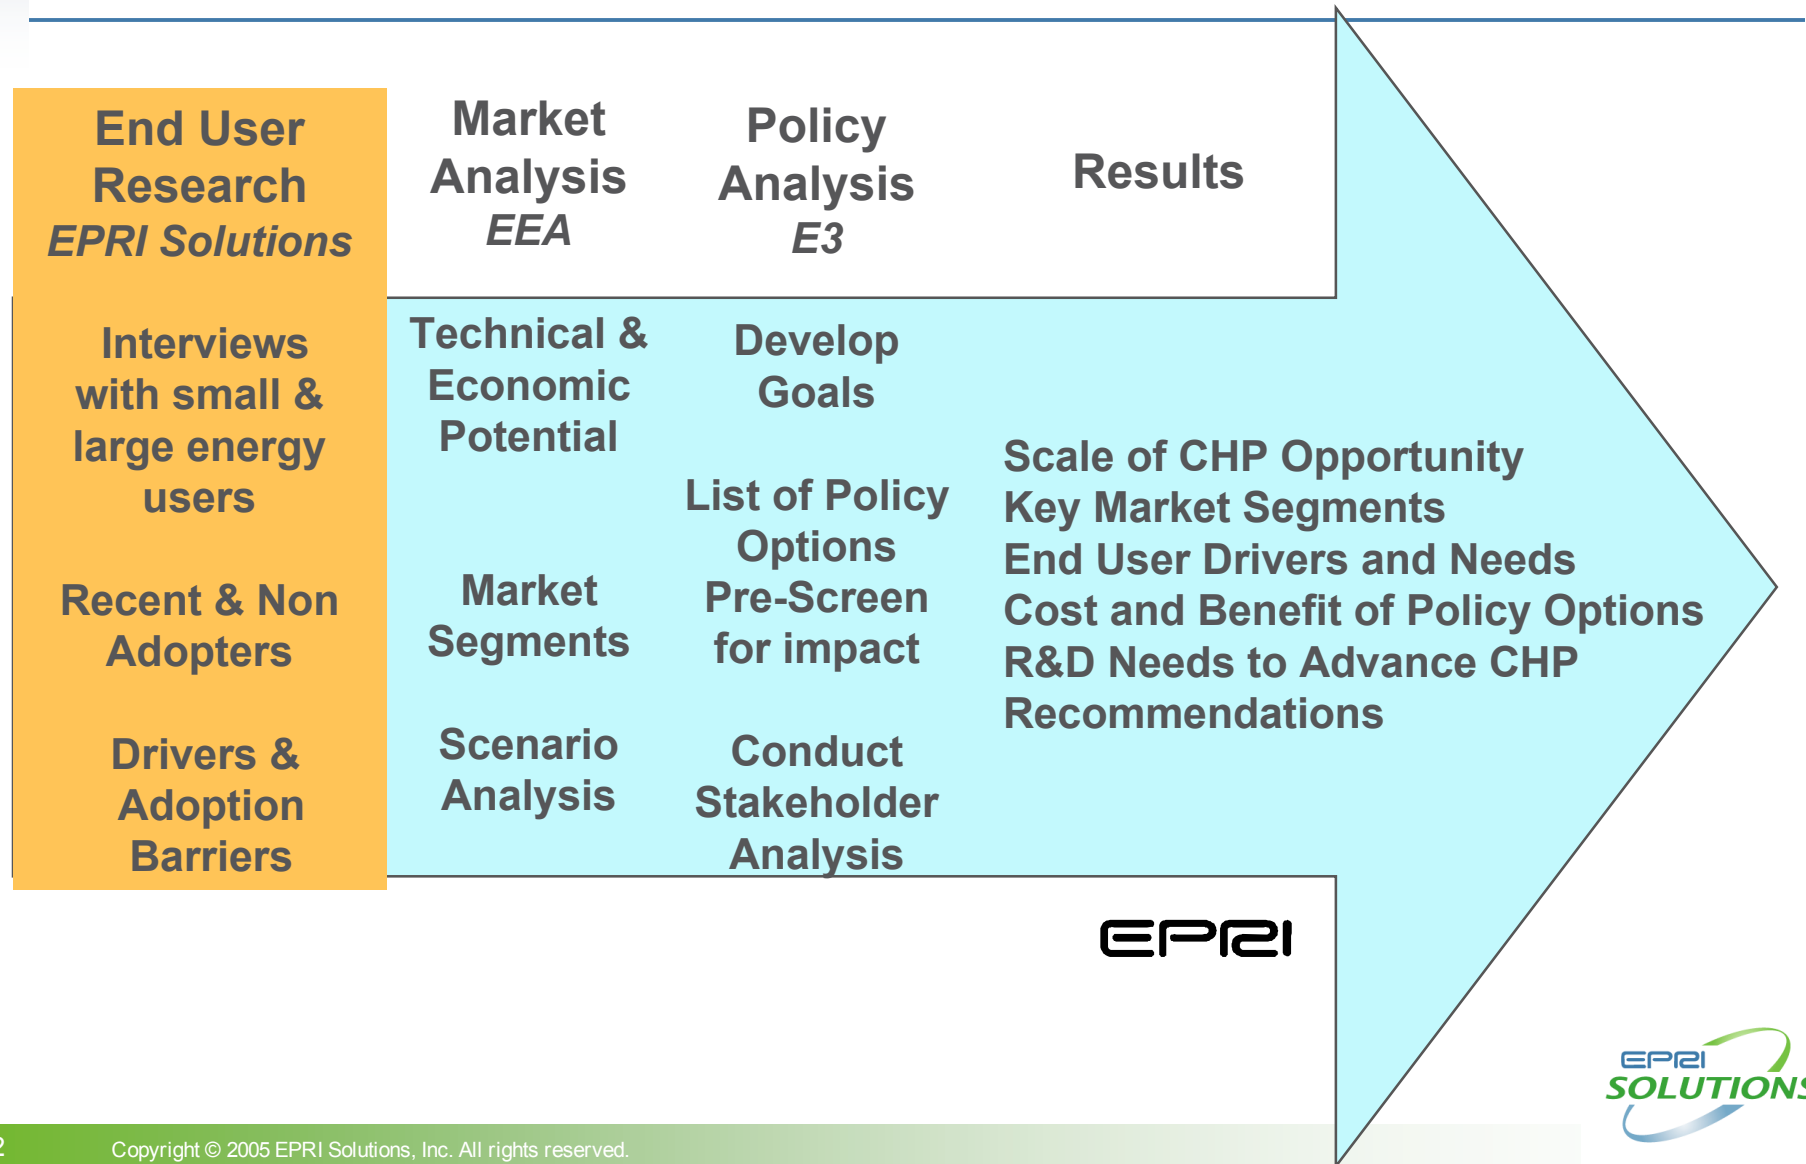 End User
Research
EPRI Solutions
Interviews
with small &
large energy
users
Recent & Non
Adopters
Drivers &
Adoption
Barriers
Market
Analysis
EEA
Technical &
Economic
Potential
Market
Segments
Scenario
Analysis
Policy
Analysis
E3
Develop
Goals
List of Policy
Options
Pre-Screen
for impact
Conduct
Stakeholder
Analysis
Results
Scale of CHP Opportunity
Key Market Segments
End User Drivers and Needs
Cost and Benefit of Policy Options
R&D Needs to Advance CHP
Recommendations
EPRI
EPRI
SOLUTIONS
2
Copyright © 2005 EPRI Solutions, Inc. All rights reserved.